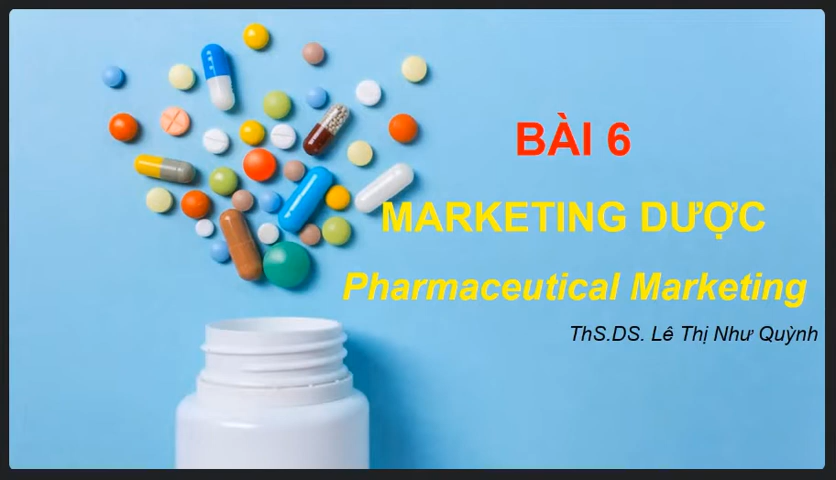 BÀI 6
MARKETING DƯỢC
Pharmaceutical Marketing
ThS.DS. Lê Thị Như Quỳnh